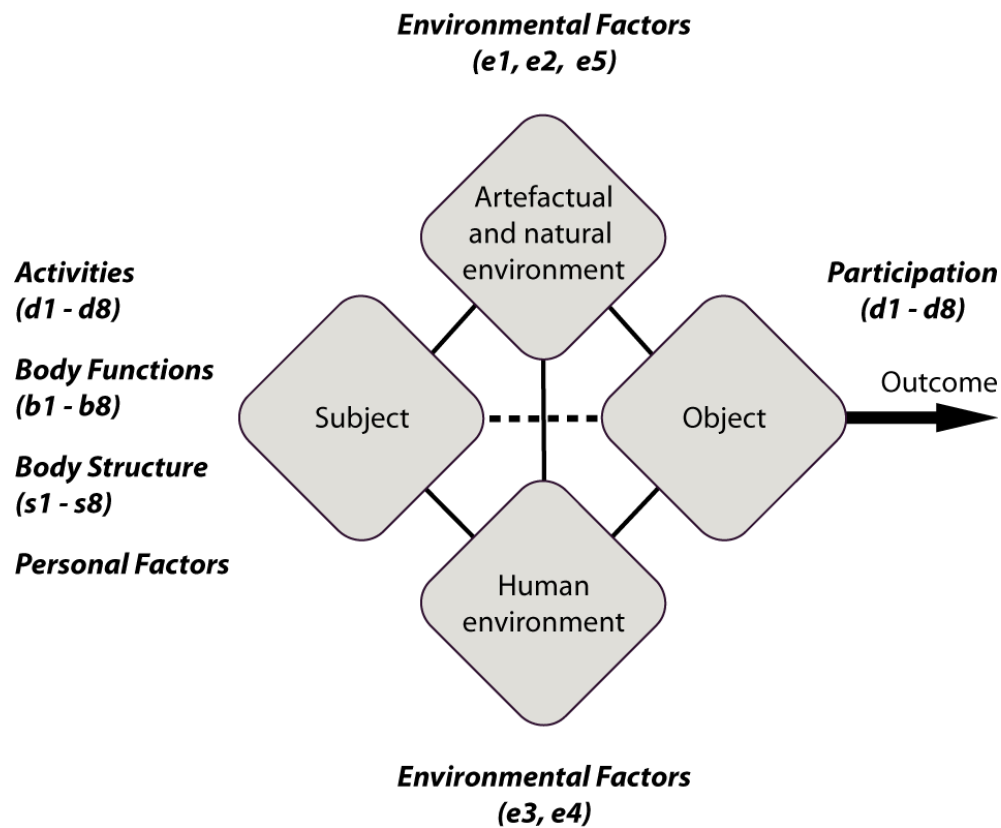 Environmental Factors
(e1, e2, e5)
Artefactual
and natural
environment
Activities
(d1 - d8)
Body Functions
(b1 - b8)
Body Structure
(s1 - s8)
Personal Factors
Subject
Object
Participation
(d1 - d8)
Outcome
Human
environment
Environmental Factors
(e3, e4)